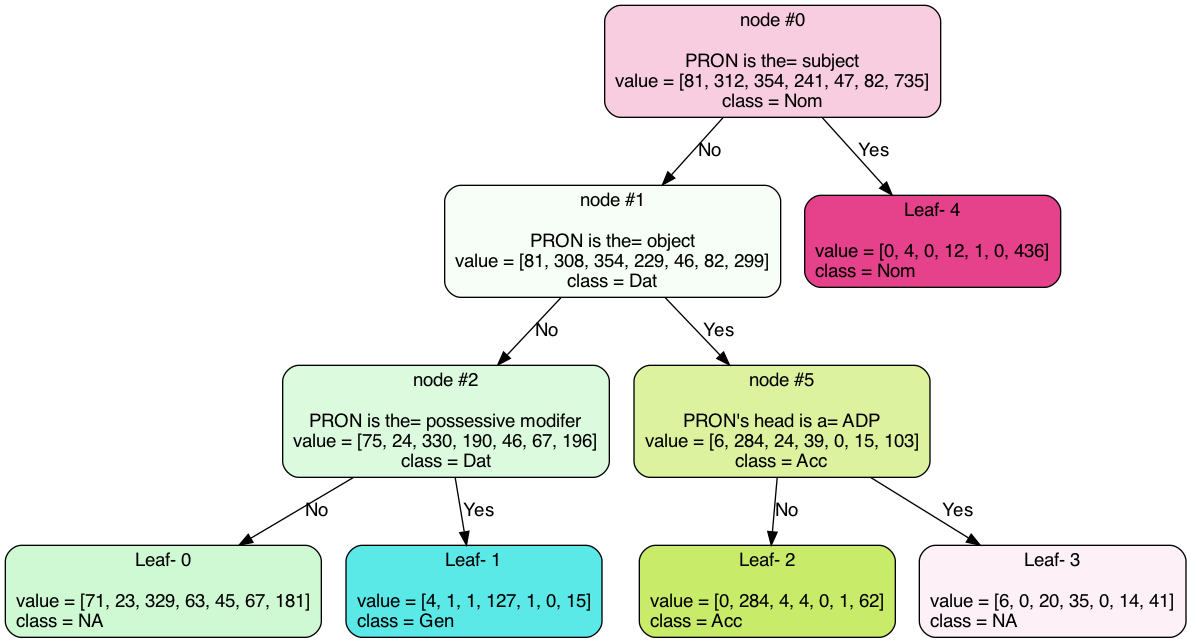 node #0
PRON is the= subject
value = [81, 312, 354, 241, 47, 82, 735]
class = Nom
No
Yes
node #1
PRON is the= object
value = [81, 308, 354, 229, 46, 82, 299]
class = Dat
Leaf- 4
value = [0, 4, 0, 12, 1, 0, 436]
class = Nom
No
Yes
node #2
PRON is the= possessive modifer
value = [75, 24, 330, 190, 46, 67, 196]
class = Dat
node #5
PRON's head is a= ADP
value = [6, 284, 24, 39, 0, 15, 103]
class = Acc
No
Yes
No
Yes
Leaf- 0
value = [71, 23, 329, 63, 45, 67, 181]
class = NA
Leaf- 1
value = [4, 1, 1, 127, 1, 0, 15]
class = Gen
Leaf- 2
value = [0, 284, 4, 4, 0, 1, 62]
class = Acc
Leaf- 3
value = [6, 0, 20, 35, 0, 14, 41]
class = NA